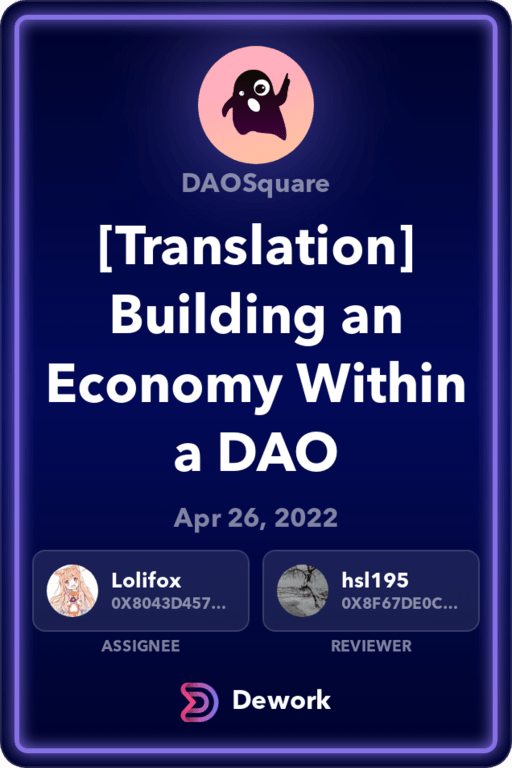 DAOSquare
[Translation]
Building an
Economy Within
a DAO
Apr 26, 2022
Lolifox
0X8043D457...
ASSIGNEE
hsl195
0X8F67DE0C...
REVIEWER
Dework